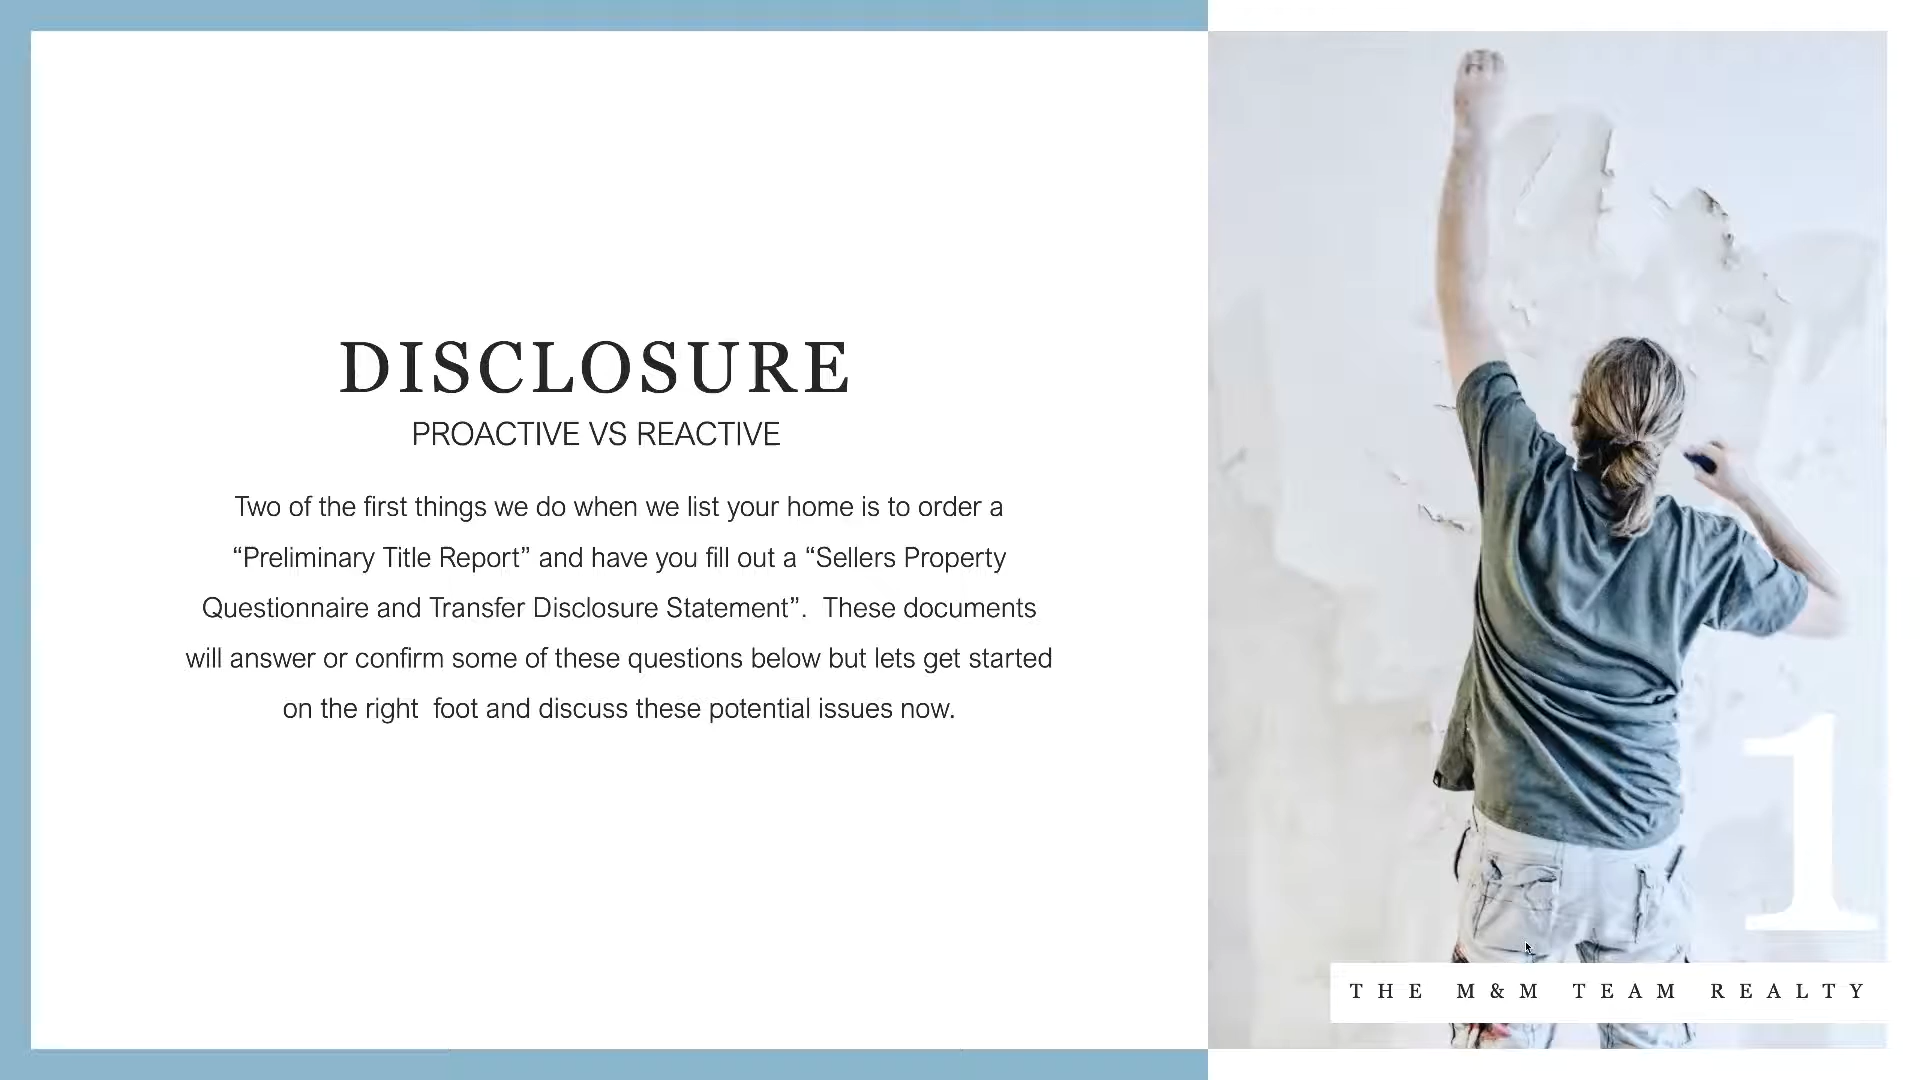 DISCLOSURE
PROACTIVE VS REACTIVE
Two of the first things we do when we list your home is to order a
“Preliminary Title Report” and have you fill out a “Sellers Property
Questionnaire and Transfer Disclosure Statement”.  These documents
will answer or confirm some of these questions below but lets get started
on the right  foot and discuss these potential issues now.
1
THE M&M TEAM REALTY